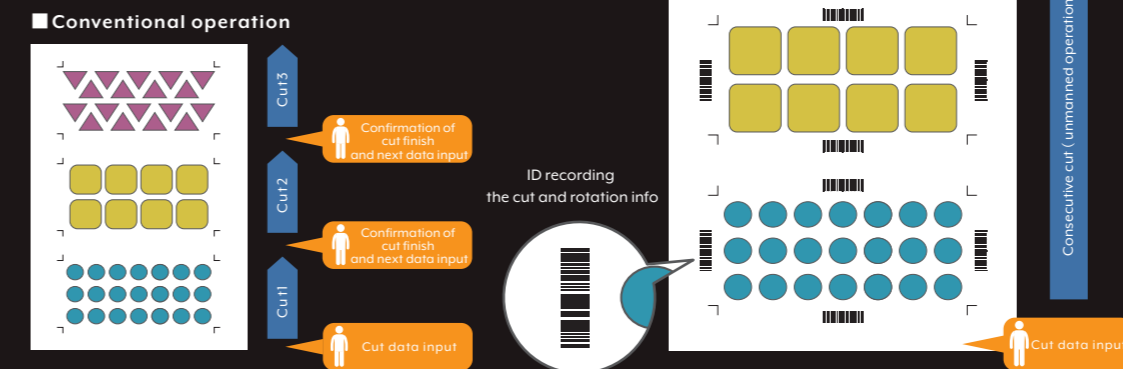 Conventional operation
Cut3
Confirmation of
cut finish
and next data input
Cut2
Confirmation of
cut finish
and next data input
Cut1
Cut data input
ID recording
the cut and rotation info
Consecutive cut ( unmanned operation
Cut data input